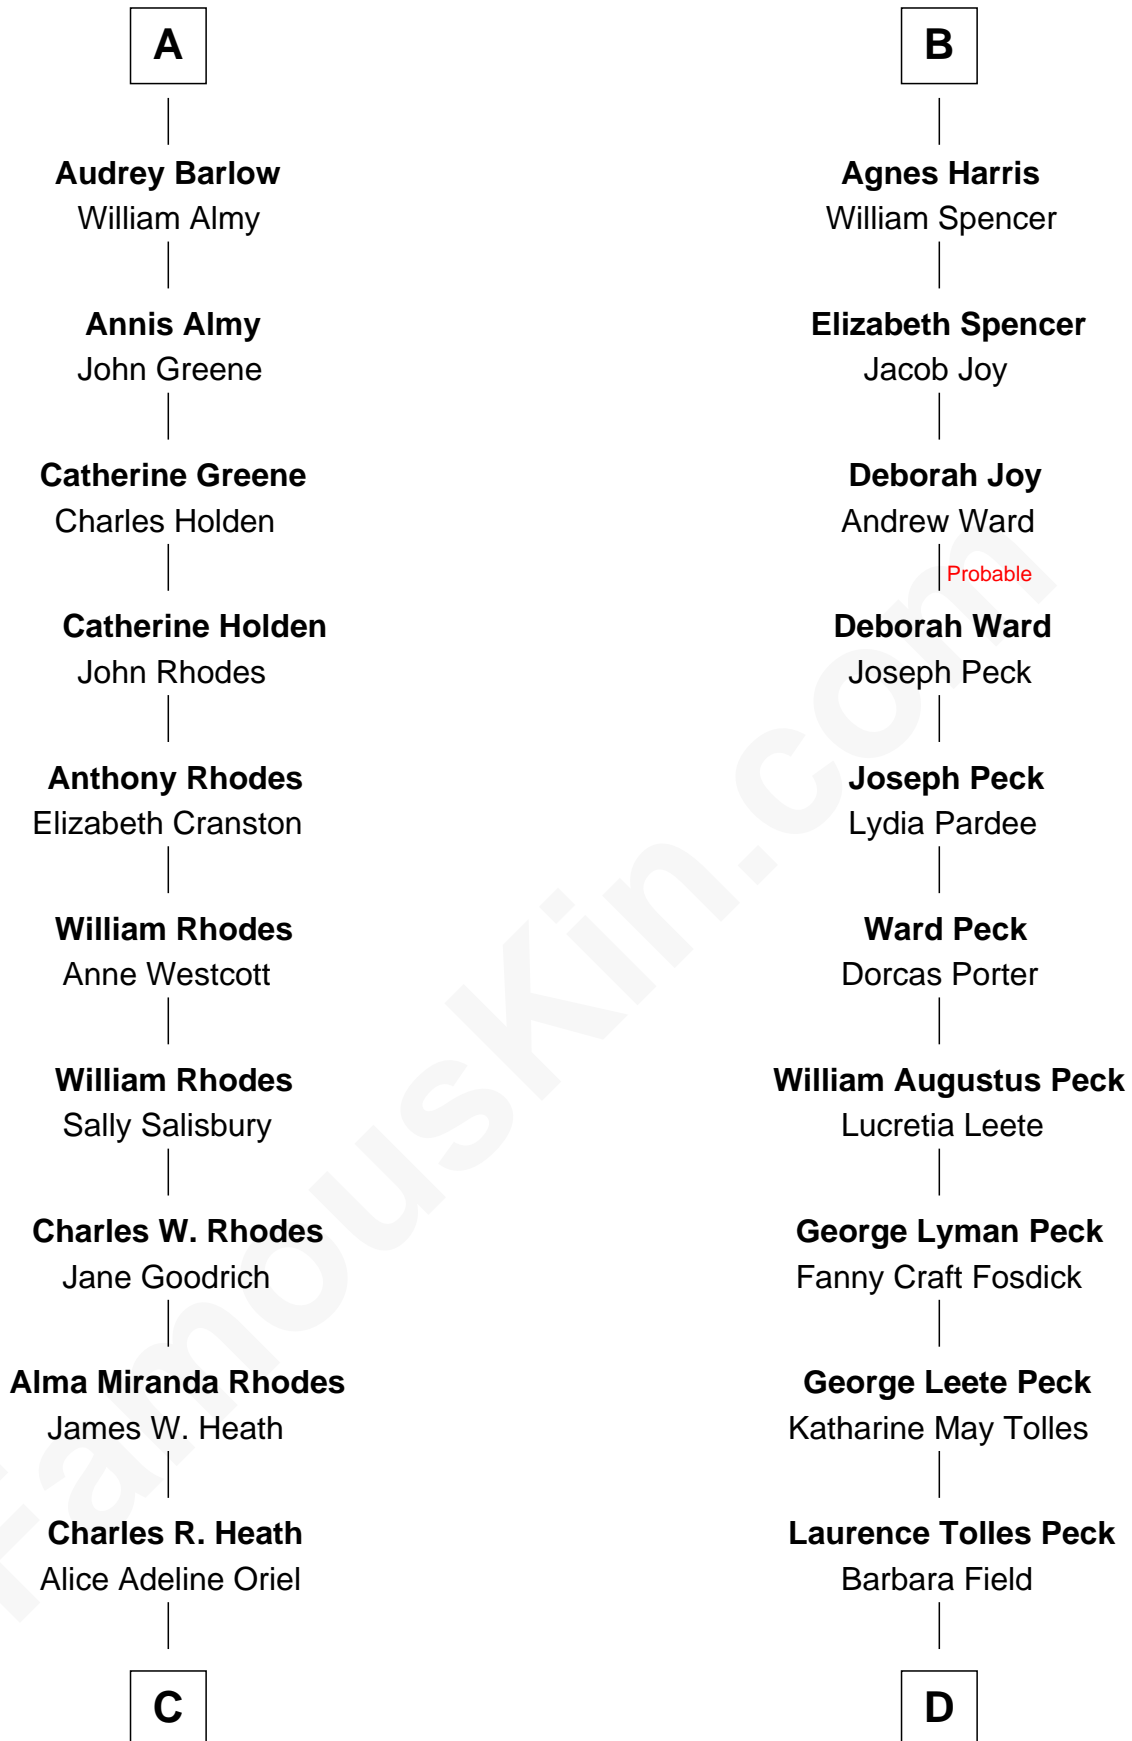 A
Audrey Barlow
William Almy
Annis Almy
John Greene
Catherine Greene
Charles Holden
Catherine Holden
John Rhodes
Anthony Rhodes
Elizabeth Cranston
William Rhodes
Anne Westcott
William Rhodes
Sally Salisbury
Charles W. Rhodes
Jane Goodrich
Alma Miranda Rhodes
James W. Heath
Charles R. Heath
Alice Adeline Oriel
C
B
Agnes Harris
William Spencer
Elizabeth Spencer
Jacob Joy
Deborah Joy
Andrew Ward
Probable
Deborah Ward
Joseph Peck
Joseph Peck
Lydia Pardee
Ward Peck
Dorcas Porter
William Augustus Peck
Lucretia Leete
George Lyman Peck
Fanny Craft Fosdick
George Leete Peck
Katharine May Tolles
Laurence Tolles Peck
Barbara Field
D
FamousKin.com